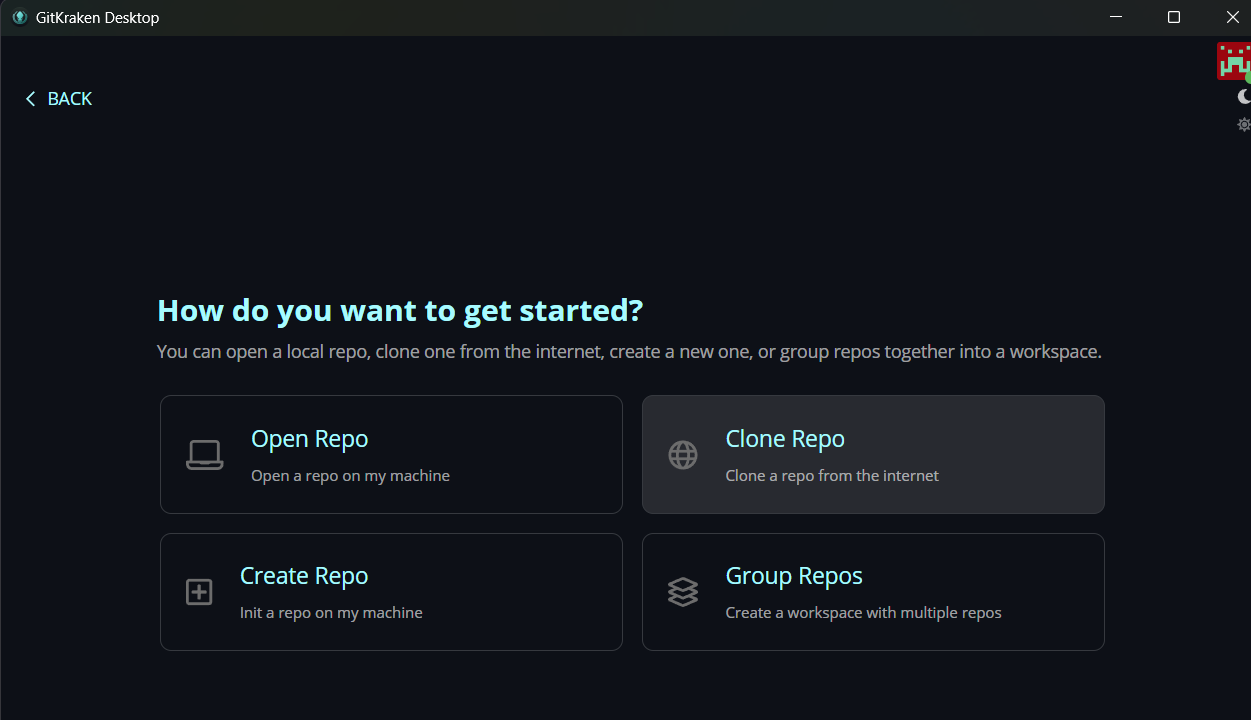 GitKraken Desktop
BACK
How do you want to get started?
You can open a local repo, clone one from the internet, create a new one, or group repos together into a workspace.
Open Repo
Open a repo on my machine
Clone Repo
Clone a repo from the internet
Create Repo
Init a repo on my machine
Group Repos
Create a workspace with multiple repos